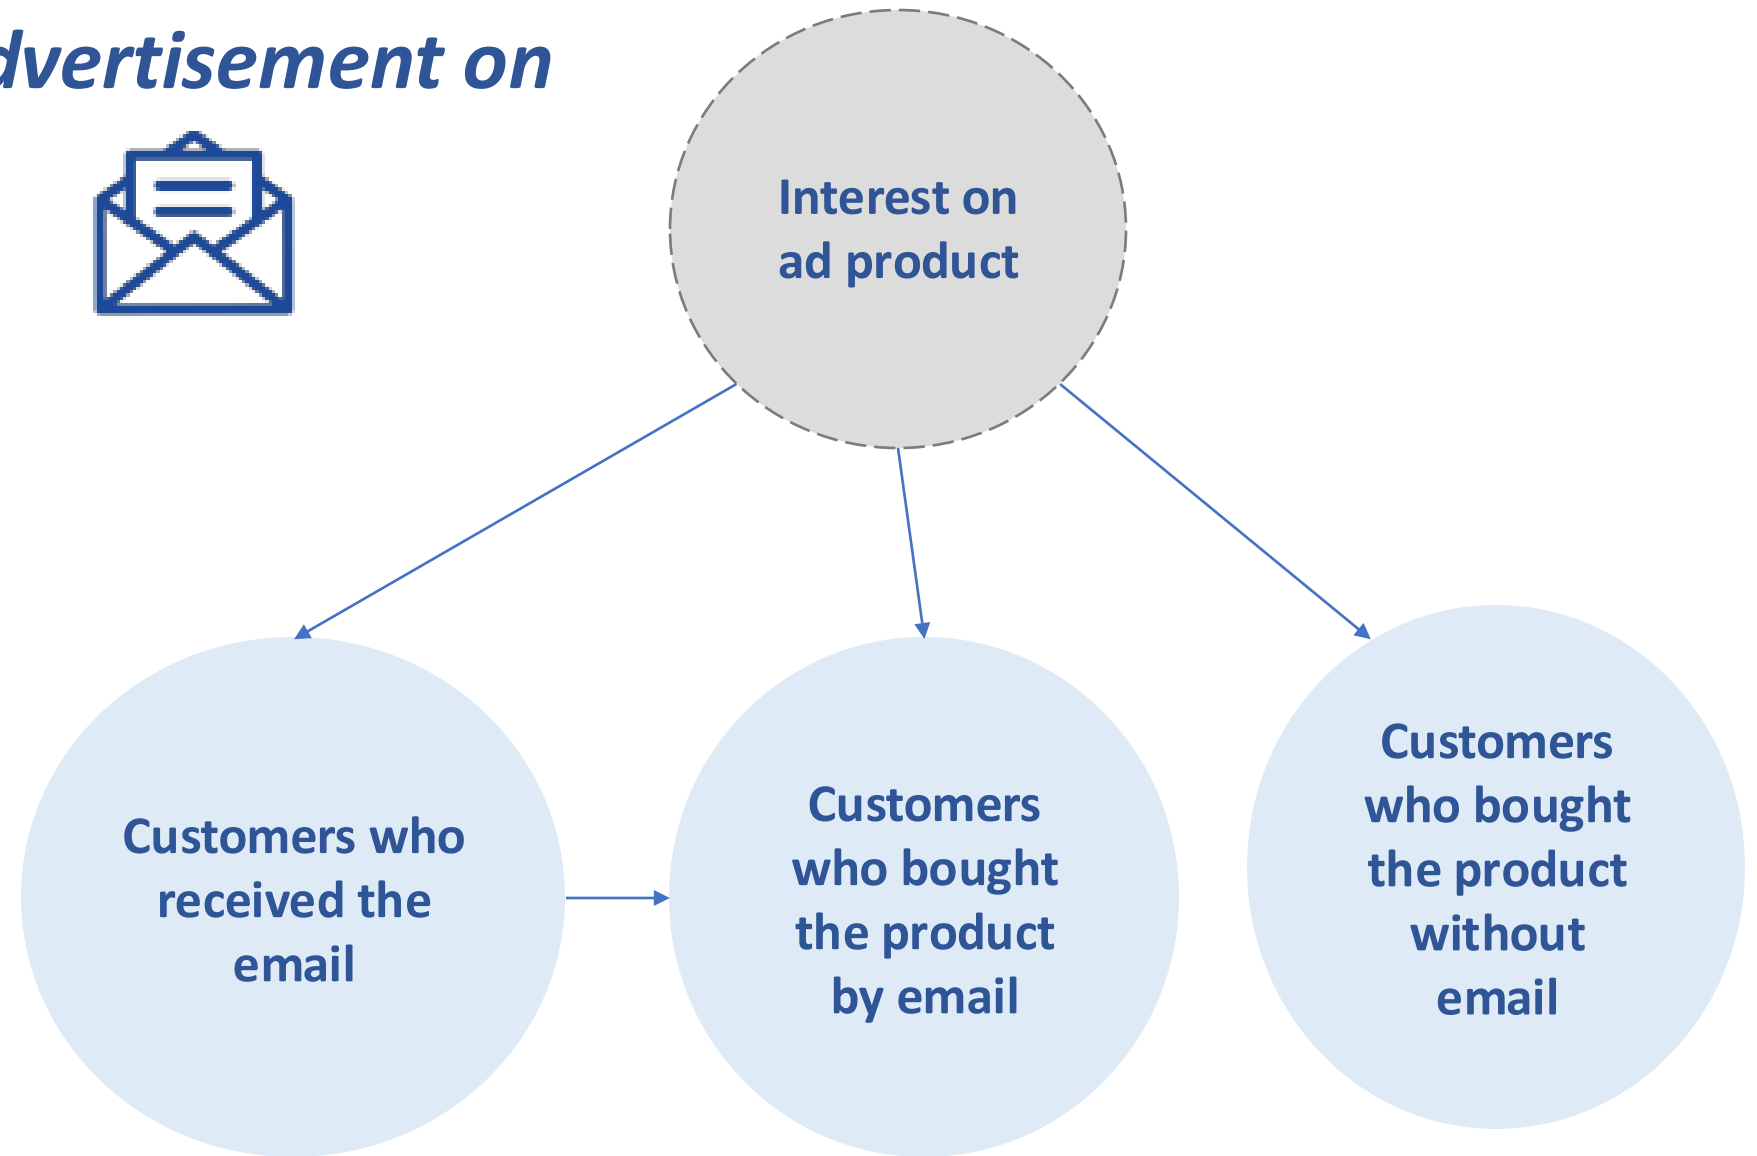 dvertisement on
Interest on
ad product
Customers who
received the
email
Customers
who bought
the product
by email
Customers
who bought
the product
without
email